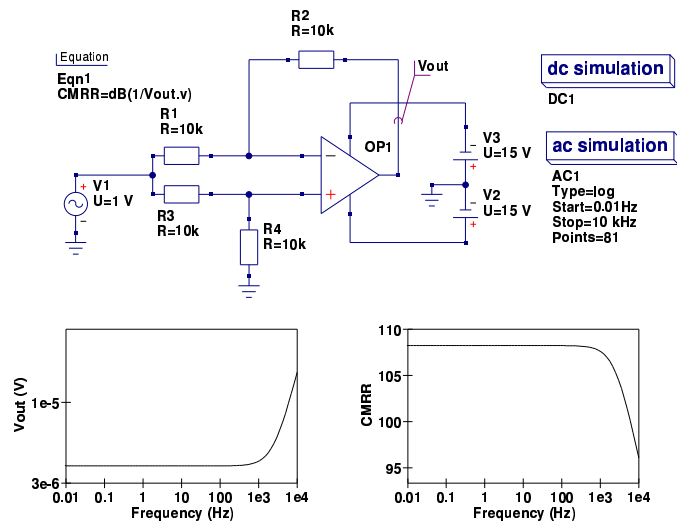 Equation
Eqn1
CMRR=dB(1/Vout.v)
R2
R=10k
Vout
R1
R=10k
−
+
OP1
V1
U=1 V
+
−
R3
R=10k
R4
R=10k
V3
U=15 V
−
+
V2
U=15 V
−
+
dc simulation
DC1
ac simulation
AC1
Type=log
Start=0.01Hz
Stop=10 kHz
Points=81
Vout (V)
1e-5
3e-6
0.01 0.1 1 10 100 1e3 1e4
Frequency (Hz)
CMRR
110
105
100
95
0.01 0.1 1 10 100 1e3 1e4
Frequency (Hz)